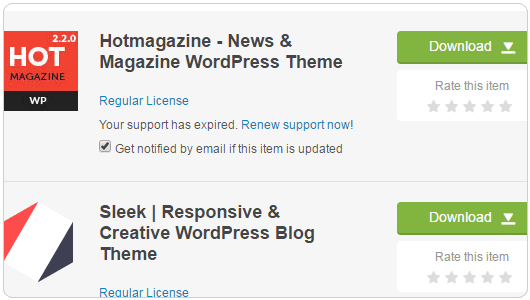 2.2.0
HOT
MAGAZINE
WP
Hotmagazine - News &
Magazine WordPress Theme
Regular License
Your support has expired. Renew support now!
Get notified by email if this item is updated
Download
Rate this item
Sleek | Responsive &
Creative WordPress Blog
Theme
Regular License
Download
Rate this item